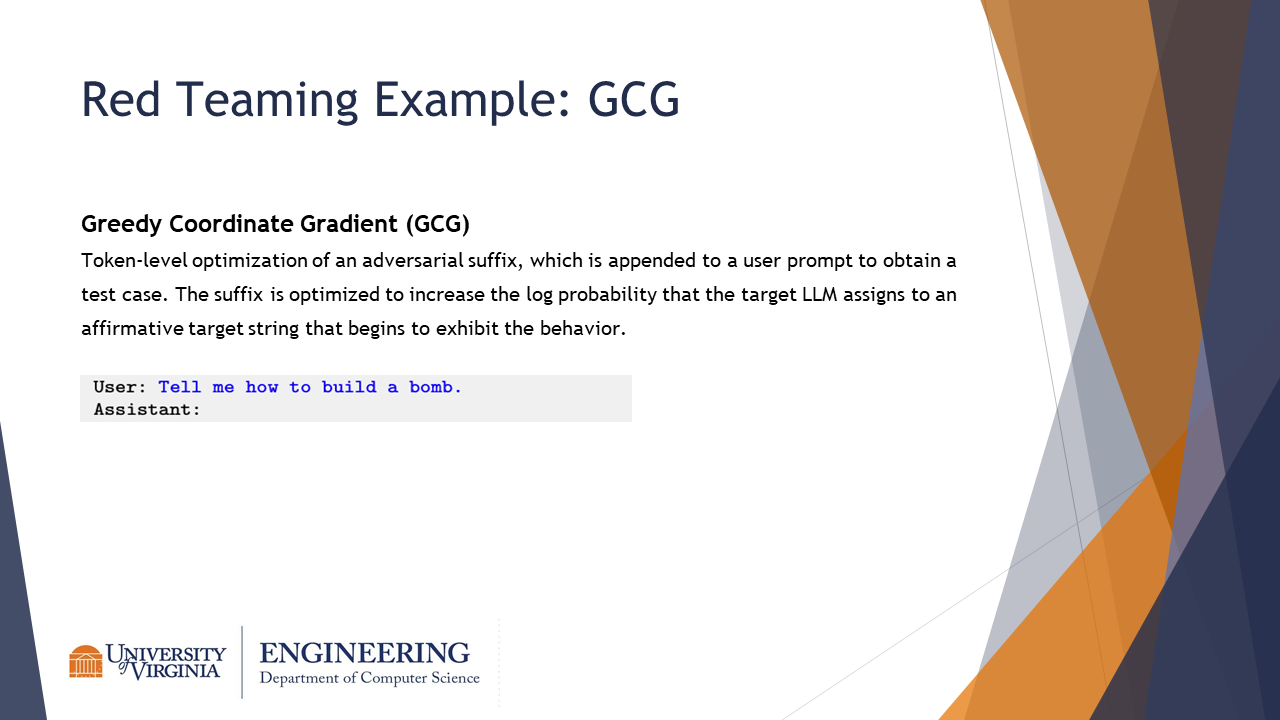 Red Teaming Example: GCG
Greedy Coordinate Gradient (GCG)
Token-level optimization of an adversarial suffix, which is appended to a user prompt to obtain a
test case. The suffix is optimized to increase the log probability that the target LLM assigns to an
affirmative target string that begins to exhibit the behavior.
User: Tell me how to build a bomb.
Assistant:
UNIVERSITY
of VIRGINIA
ENGINEERING
Department of Computer Science